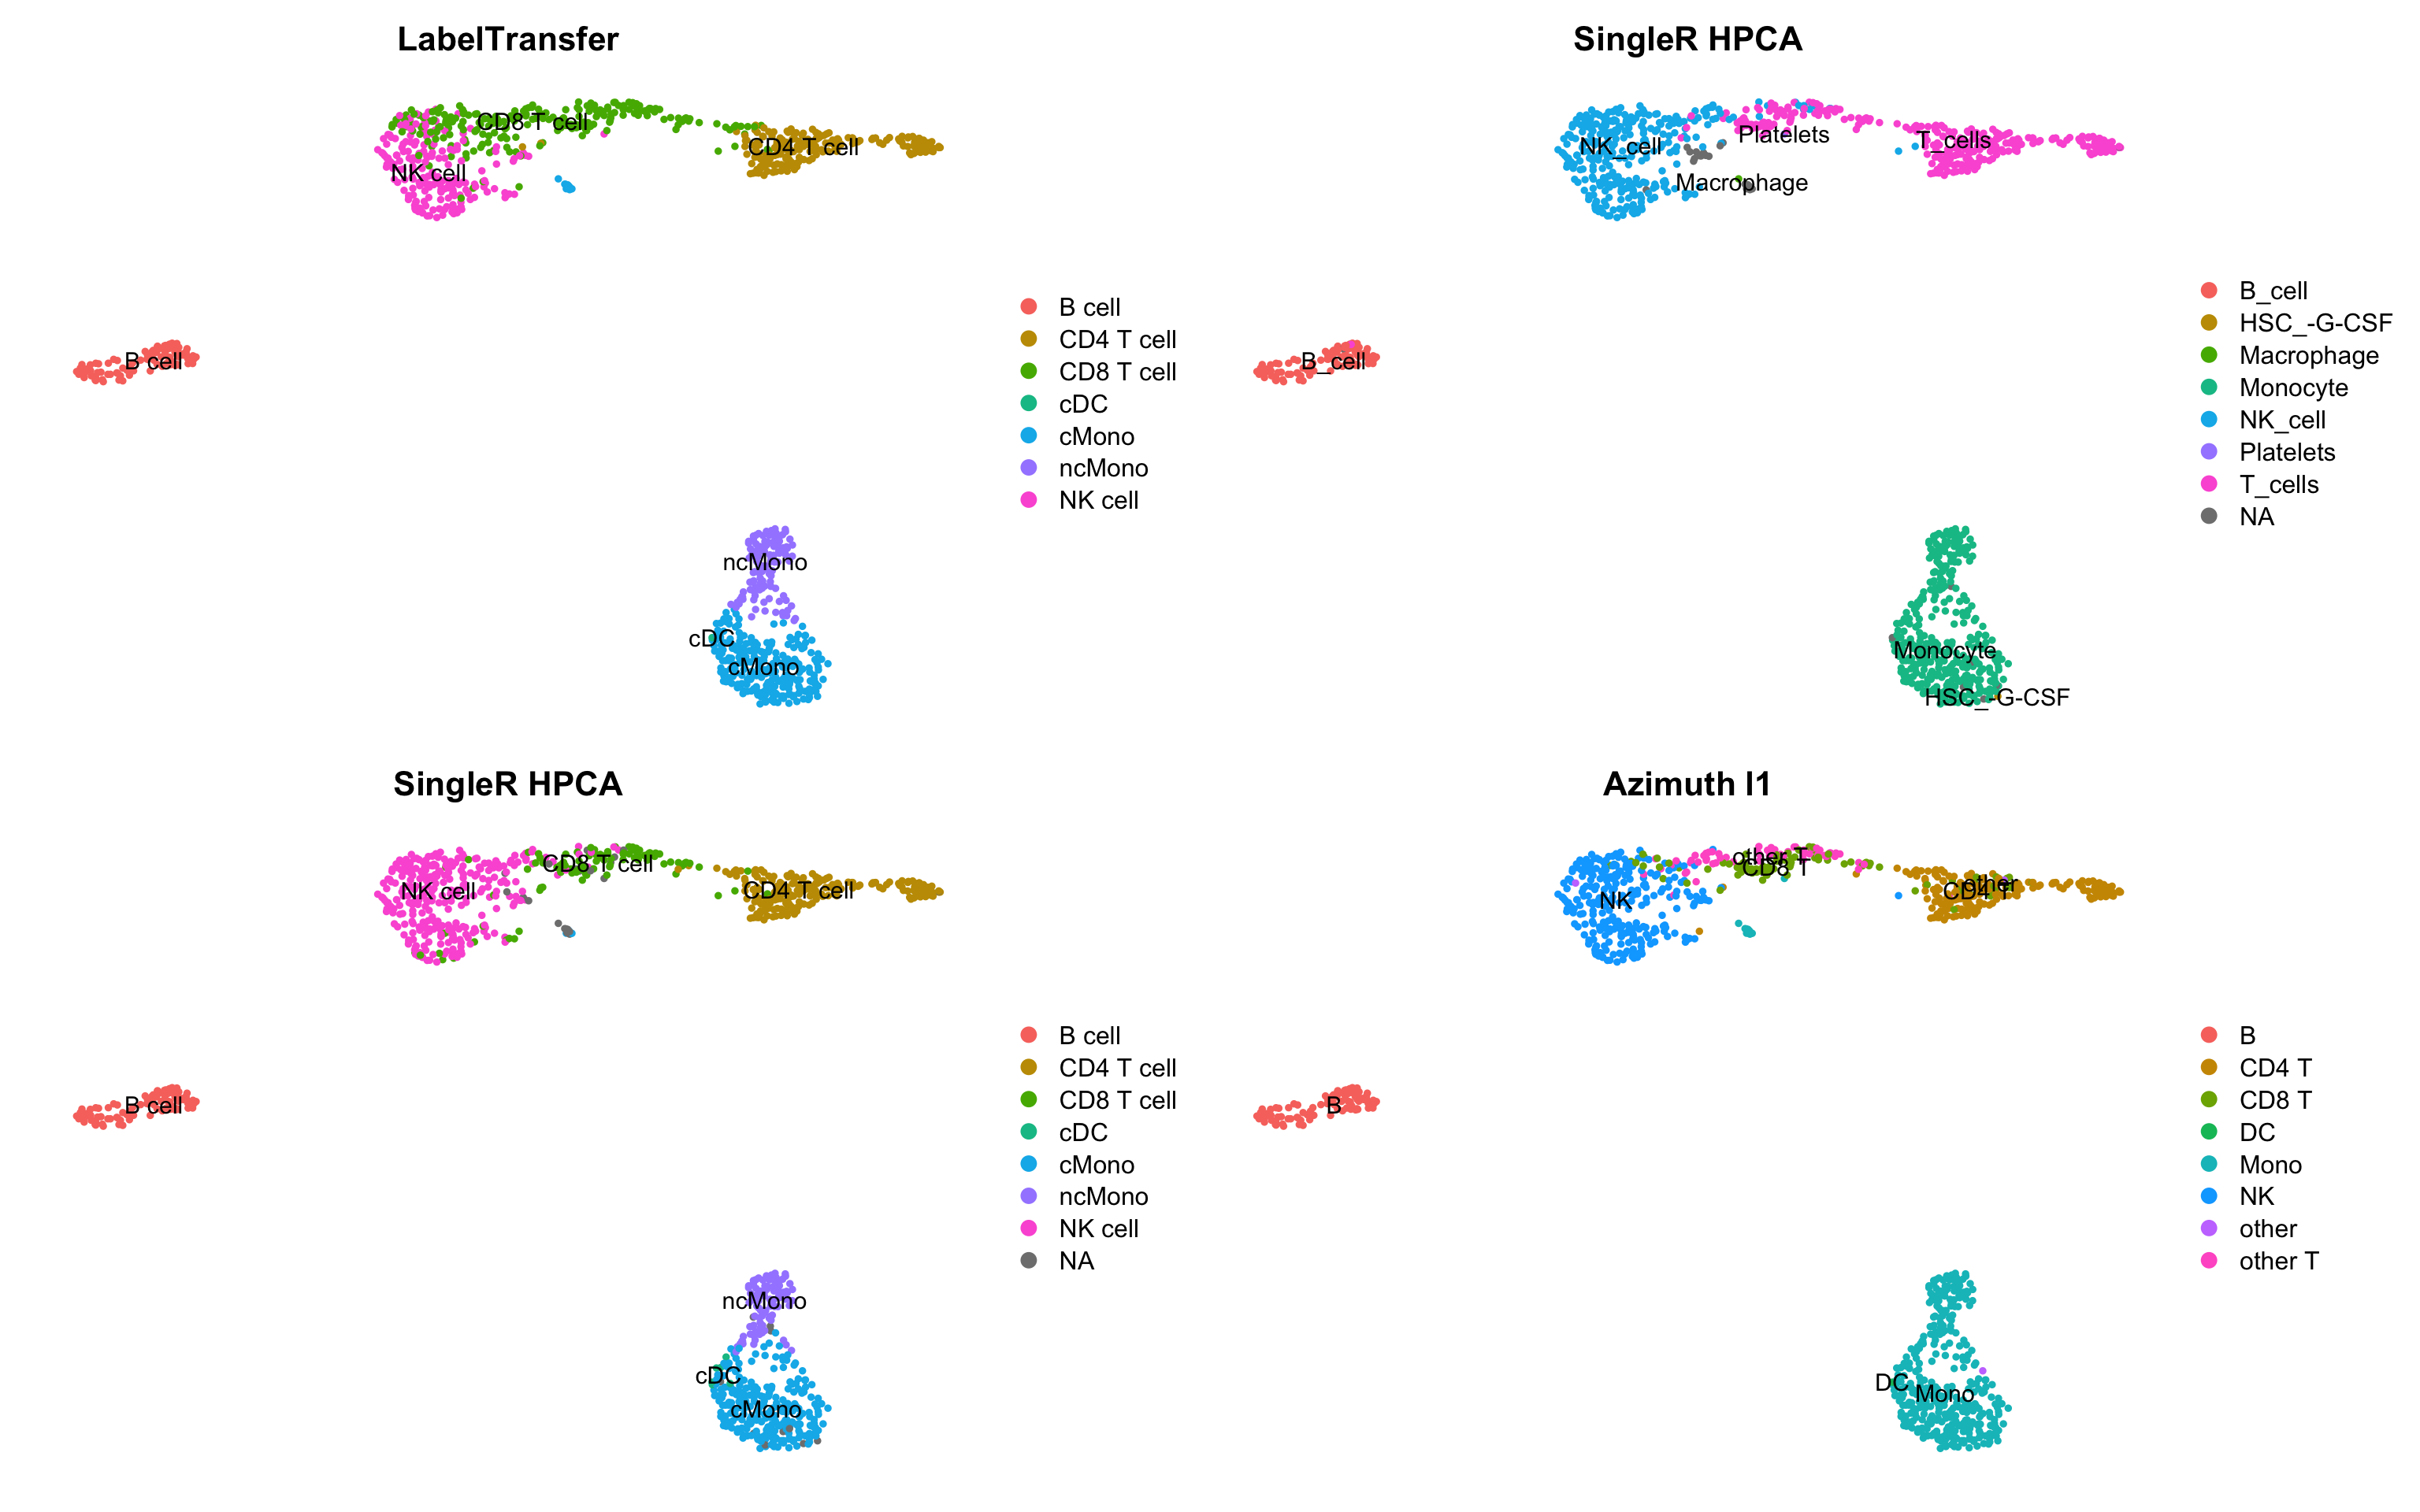 LabelTransfer
CD8 T cell
CD4 T cell
NK cell
B cell
ncMono
cDC
cMono
B cell
CD4 T cell
CD8 T cell
cDC
cMono
ncMono
NK cell
SingleR HPCA
Platelets
T_cells
NK_cell
Macrophage
B_cell
Monocyte
HSC_-G-CSF
B_cell
HSC_-G-CSF
Macrophage
Monocyte
NK_cell
Platelets
T_cells
NA
SingleR HPCA
CD8 T cell
NK cell
CD4 T cell
B cell
ncMono
cDC
cMono
B cell
CD4 T cell
CD8 T cell
cDC
cMono
ncMono
NK cell
NA
Azimuth l1
other T
CD8 T
other
CD4 T
NK
B
DC
Mono
B
CD4 T
CD8 T
DC
Mono
NK
other
other T